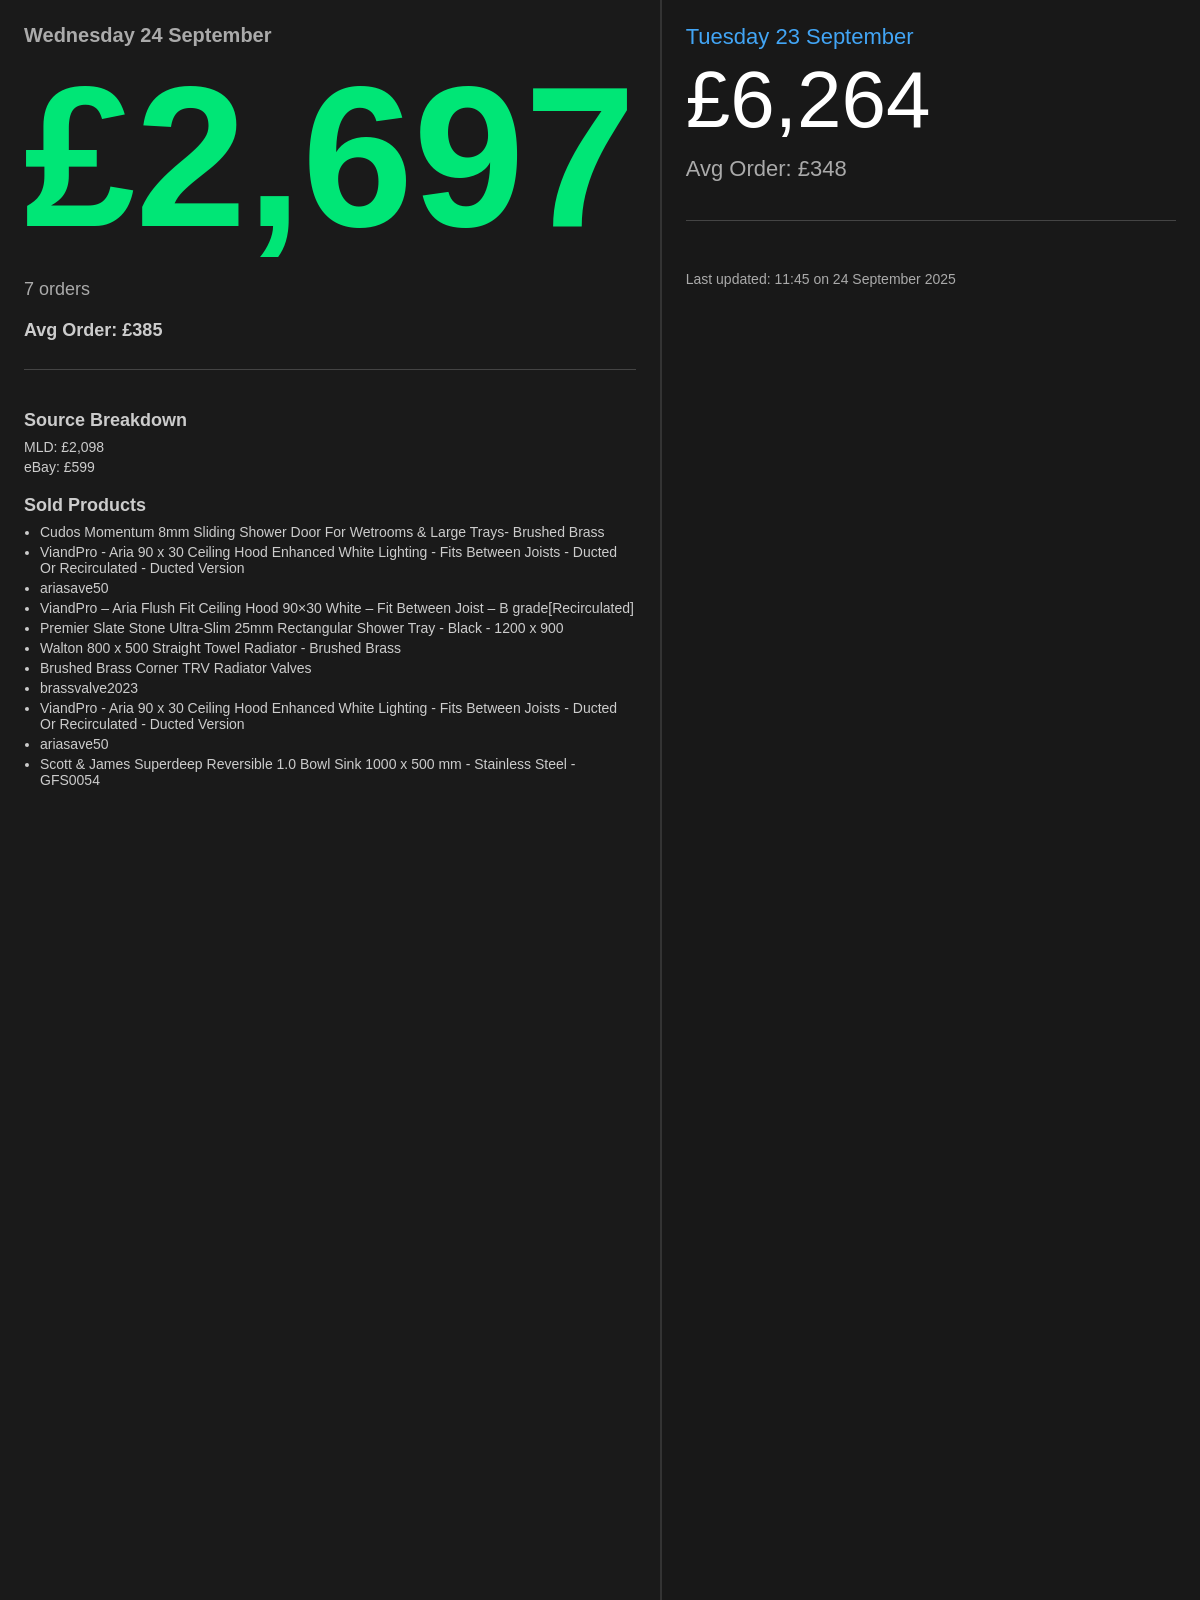 Wednesday 24 September
£2,697
7 orders
Avg Order: £385
Source Breakdown
MLD: £2,098
eBay: £599
Sold Products
• Cudos Momentum 8mm Sliding Shower Door For Wetrooms & Large Trays- Brushed Brass
• ViandPro - Aria 90 x 30 Ceiling Hood Enhanced White Lighting - Fits Between Joists - Ducted
Or Recirculated - Ducted Version
• ariasave50
• ViandPro – Aria Flush Fit Ceiling Hood 90×30 White – Fit Between Joist – B grade[Recirculated]
• Premier Slate Stone Ultra-Slim 25mm Rectangular Shower Tray - Black - 1200 x 900
• Walton 800 x 500 Straight Towel Radiator - Brushed Brass
• Brushed Brass Corner TRV Radiator Valves
• brassvalve2023
• ViandPro - Aria 90 x 30 Ceiling Hood Enhanced White Lighting - Fits Between Joists - Ducted
Or Recirculated - Ducted Version
• ariasave50
• Scott & James Superdeep Reversible 1.0 Bowl Sink 1000 x 500 mm - Stainless Steel -
GFS0054
Tuesday 23 September
£6,264
Avg Order: £348
Last updated: 11:45 on 24 September 2025